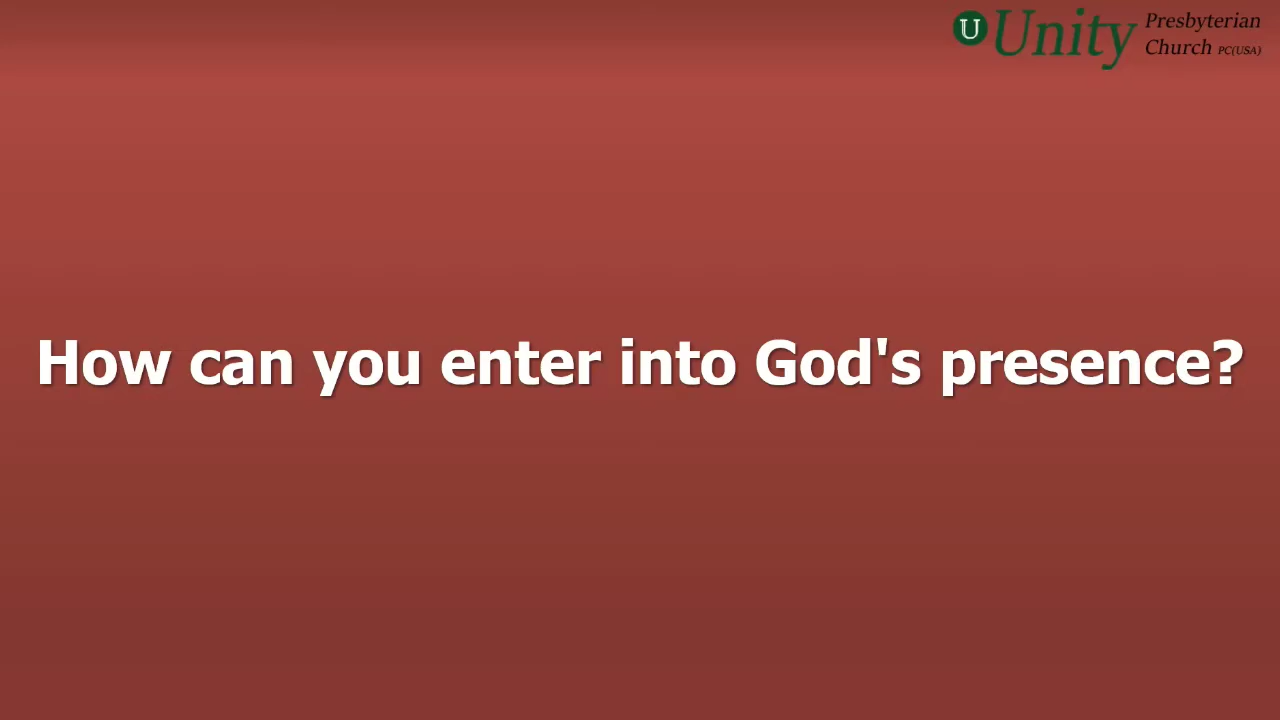 U Unity Presbyterian
Church PC(USA)
How can you enter into God's presence?